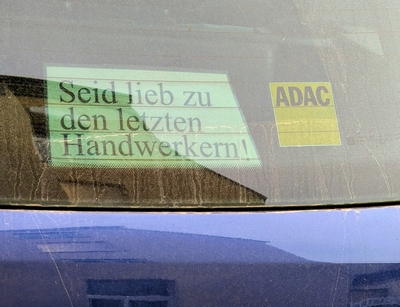 Seid lieb zu
den letzten
Handwerkern!
ADAC